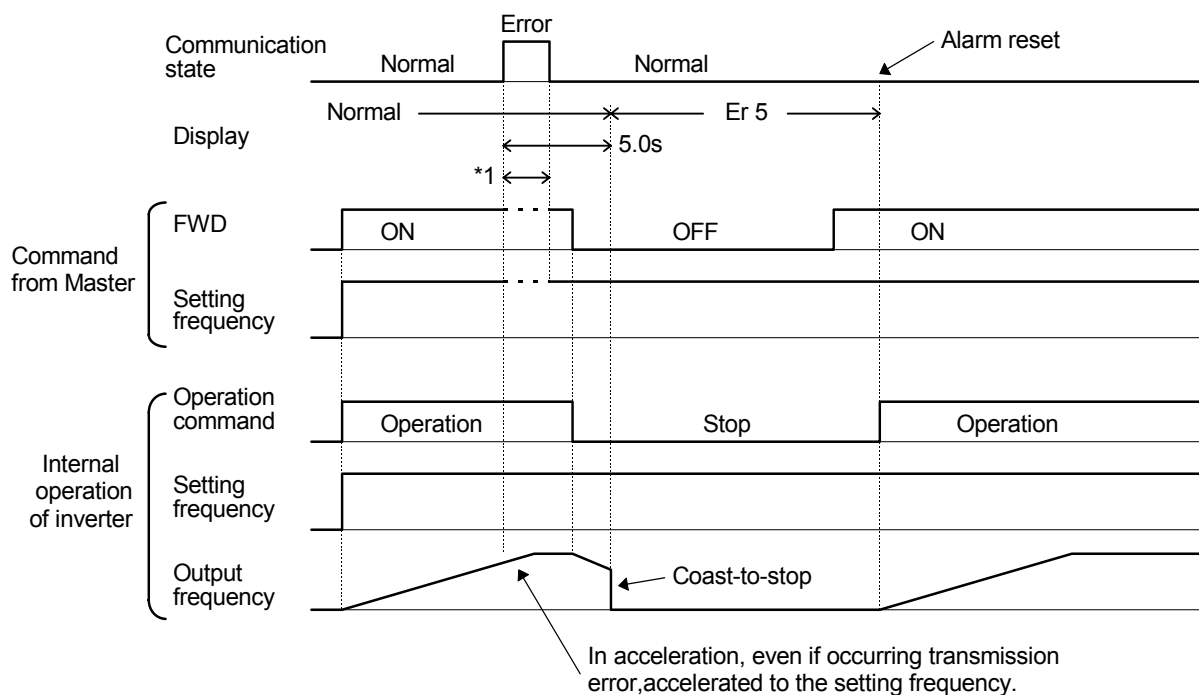 Error
Communication
state
Normal
Normal
Alarm reset
Normal
Er 5
Display
5.0s
*1
Command
from Master
FWD
ON
OFF
ON
Setting
frequency
Internal
operation
of inverter
Operation
command
Operation
Stop
Operation
Setting
frequency
Output
frequency
Coast-to-stop
In acceleration, even if occurring transmission
error,accelerated to the setting frequency.